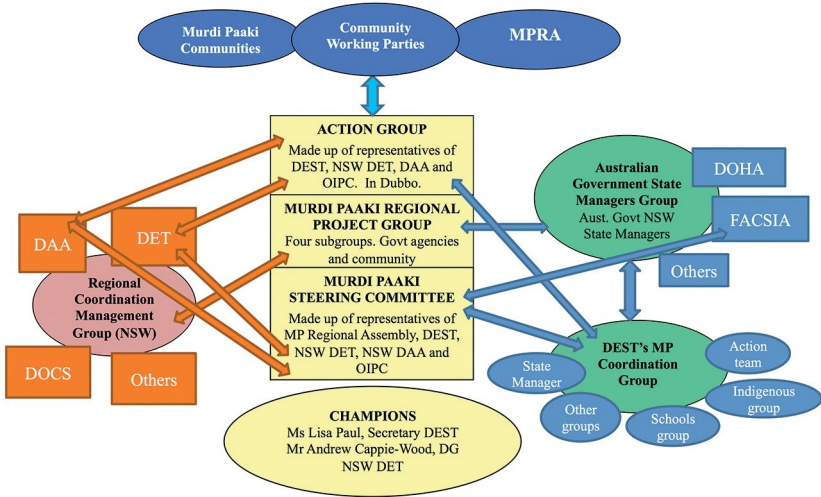 Murdi Paaki
Communities
Community
Working Parties
MPRA
ACTION GROUP
Made up of representatives of
DEST, NSW DET, DAA and
OIPC.  In Dubbo.
MURDI PAAKI REGIONAL
PROJECT GROUP
Four subgroups. Govt agencies
and community
MURDI PAAKI
STEERING COMMITTEE
Made up of representatives of
MP Regional Assembly, DEST,
NSW DET, NSW DAA and
OIPC
CHAMPIONS
Ms Lisa Paul, Secretary DEST
Mr Andrew Cappie-Wood, DG
NSW DET
DAA
DET
Regional
Coordination
Management
Group (NSW)
DOCS
Others
Australian
Government State
Managers Group
Aust. Govt NSW
State Managers
DOHA
FACSIA
Others
DEST's MP
Coordination
Group
State
Manager
Other
groups
Schools
group
Indigenous
group
Action
team